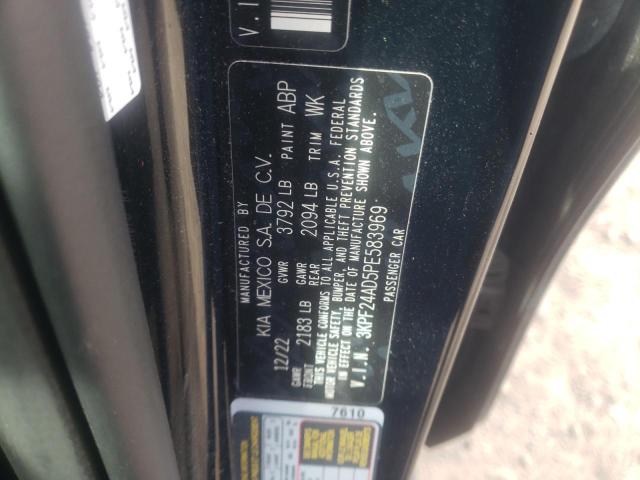 V.I
MANUFACTURED BY
KIA MEXICO S.A. DE C.V.
12/22 GVWR 3792 LB PAINT ABP
GAWR FRONT 2183 LB GAWR REAR 2094 LB TRIM WK
THIS VEHICLE CONFORMS TO ALL APPLICABLE U.S.A. FEDERAL
MOTOR VEHICLE SAFETY, BUMPER, AND THEFT PREVENTION STANDARDS
IN EFFECT ON THE DATE OF MANUFACTURE SHOWN ABOVE.
V.I.N. 3KPF24AD5PE583969
PASSENGER CAR
7610